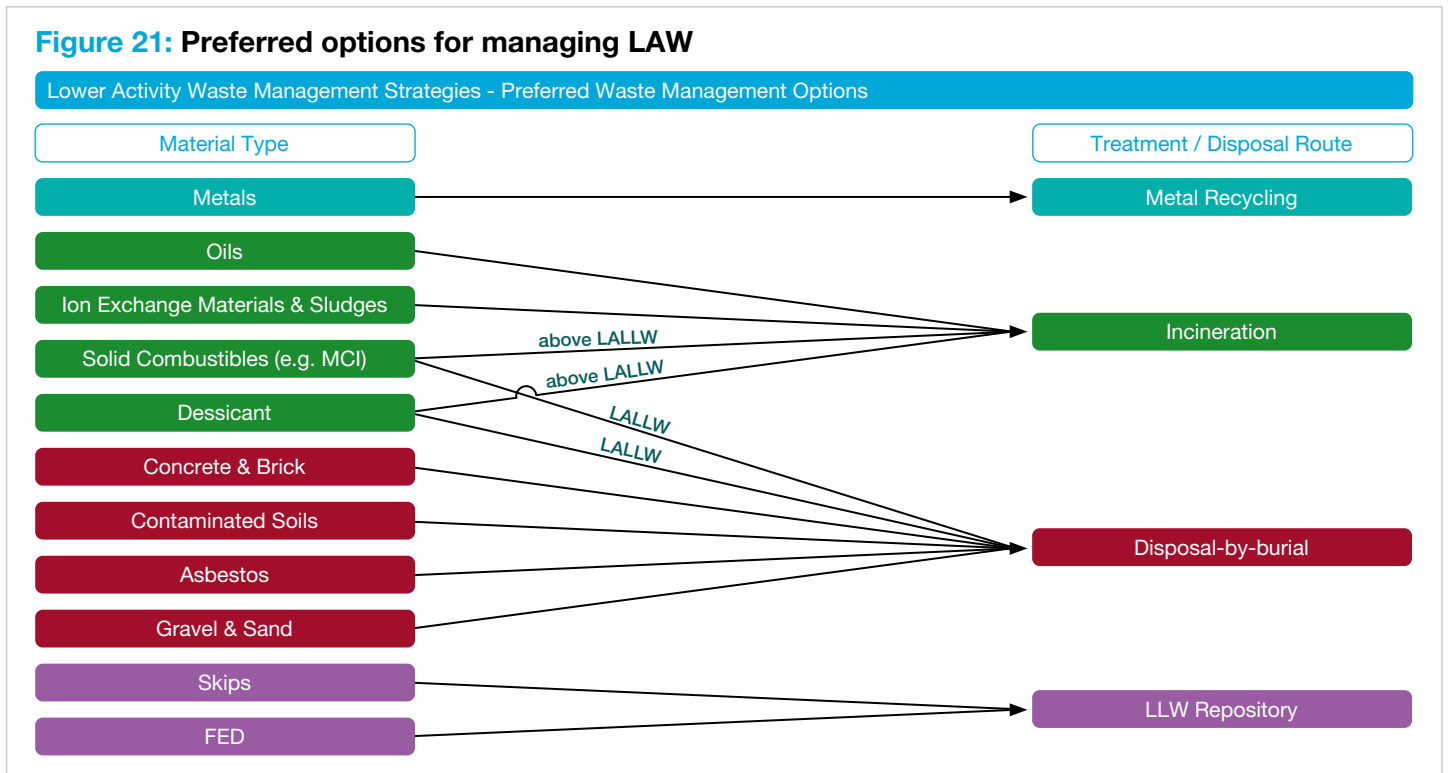 Figure 21: Preferred options for managing LAW
Lower Activity Waste Management Strategies - Preferred Waste Management Options
Material Type
Treatment / Disposal Route
Metals
Metal Recycling
Oils
Ion Exchange Materials & Sludges
Incineration
above LALLW
Solid Combustibles (e.g. MCI)
above LALLW
Dessicant
LALLW
LALLW
Concrete & Brick
Contaminated Soils
Disposal-by-burial
Asbestos
Gravel & Sand
Skips
LLW Repository
FED